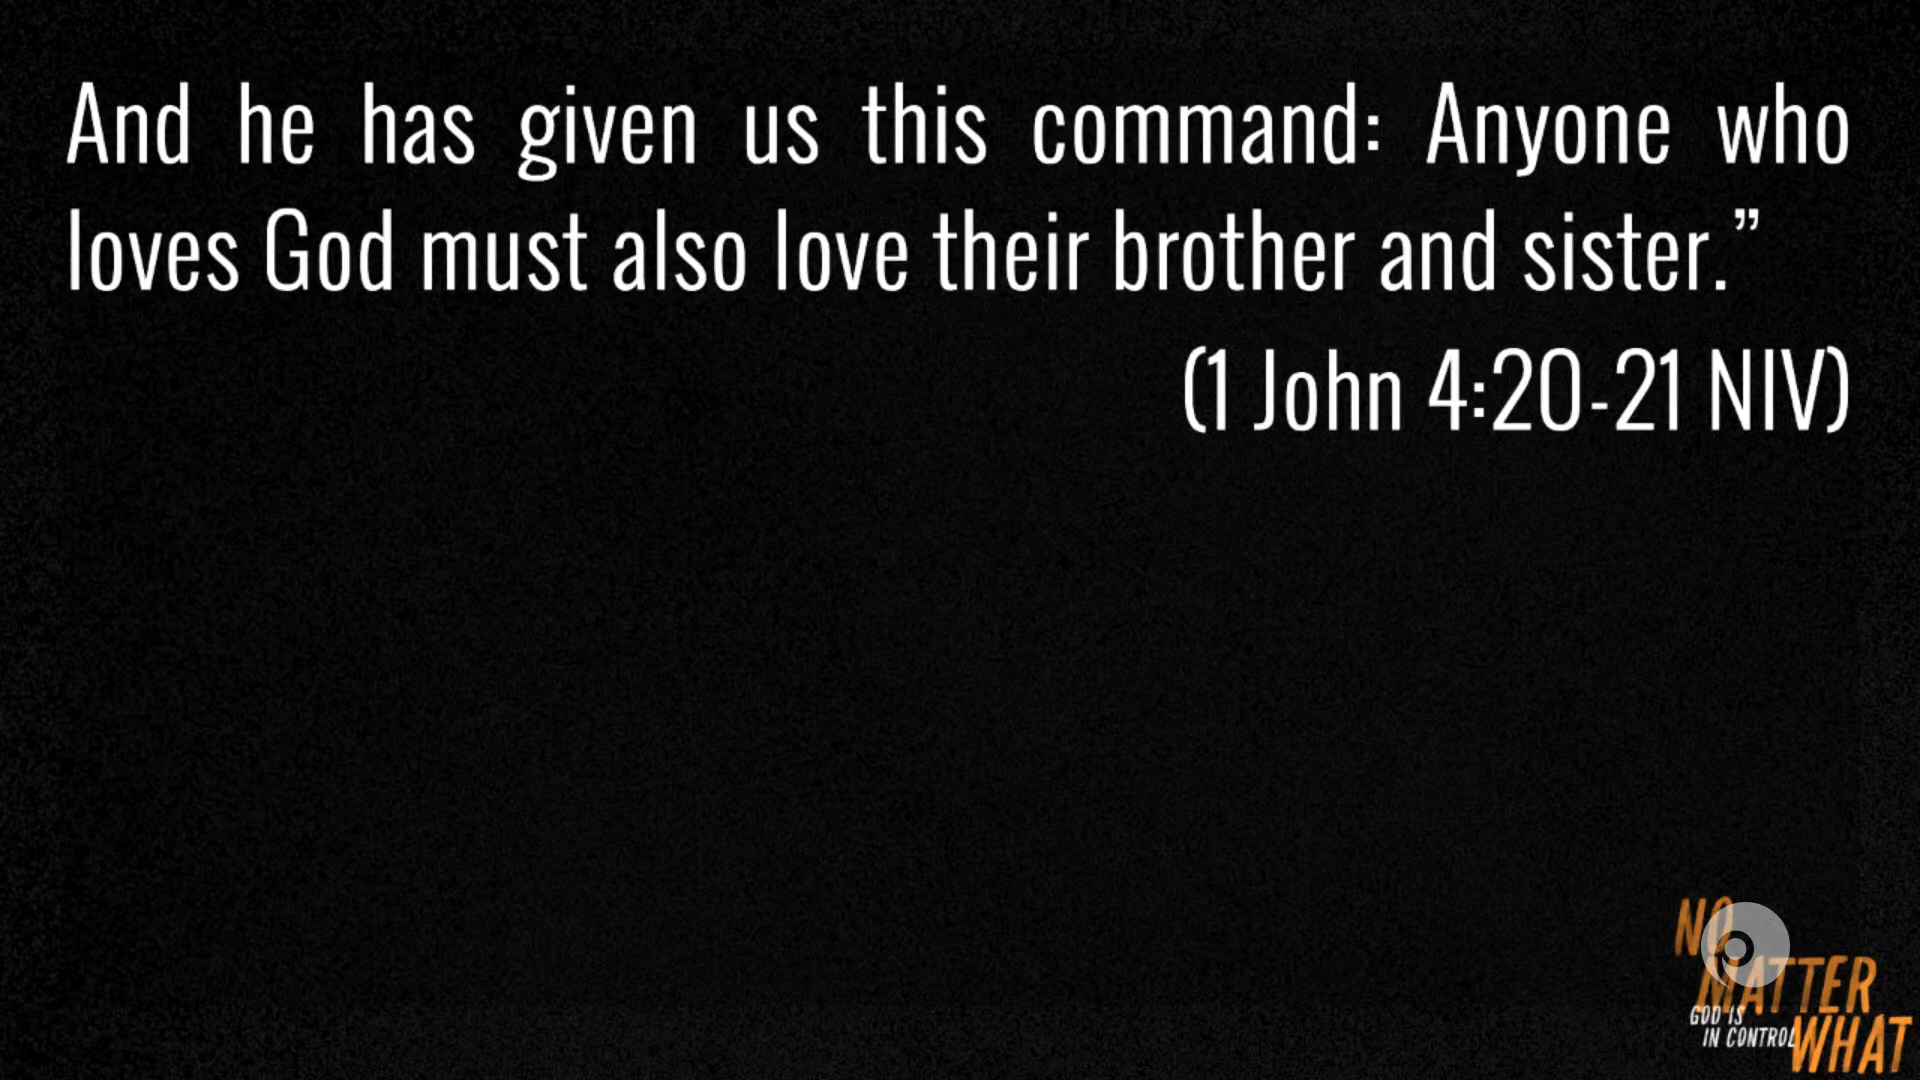 And he has given us this command: Anyone who
loves God must also love their brother and sister.”
(1 John 4:20-21 NIV)
NO
MATTER
GOD IS
IN CONTROL
WHAT